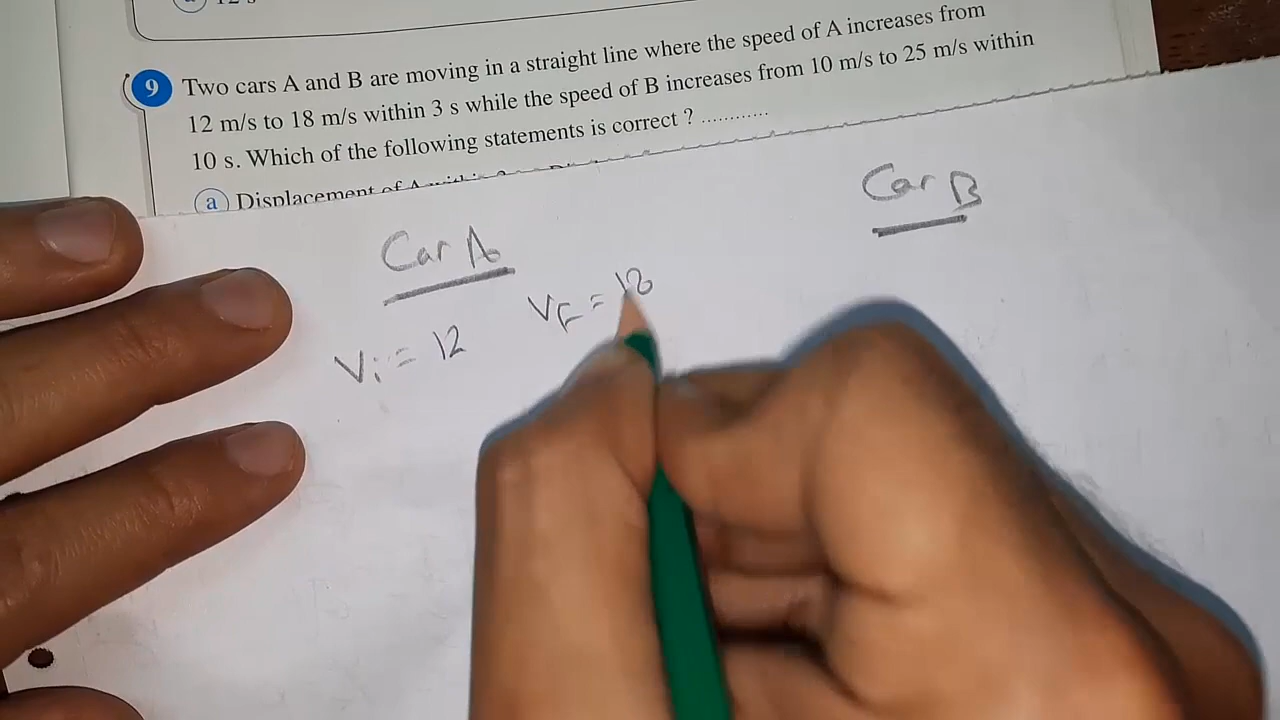 9 Two cars A and B are moving in a straight line where the speed of A increases from
12 m/s to 18 m/s within 3 s while the speed of B increases from 10 m/s to 25 m/s within
10 s. Which of the following statements is correct ? ............
a Displacement of A
Car A
Car B
Vi = 12
VF = 18